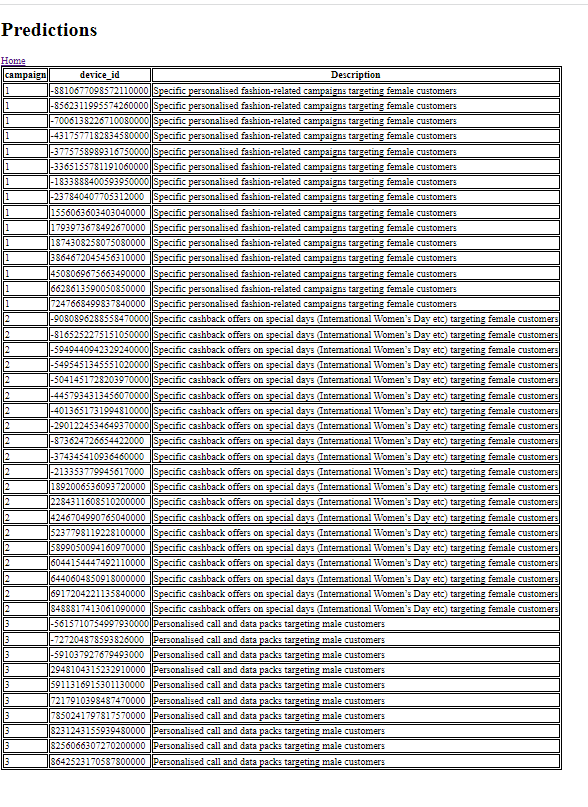 Predictions
Home
campaign device_id Description
1 -8810677098572110000 Specific personalised fashion-related campaigns targeting female customers
1 -8562311995574260000 Specific personalised fashion-related campaigns targeting female customers
1 -7006138226710080000 Specific personalised fashion-related campaigns targeting female customers
1 -4317577182834580000 Specific personalised fashion-related campaigns targeting female customers
1 -3775758989316750000 Specific personalised fashion-related campaigns targeting female customers
1 -3365155781191060000 Specific personalised fashion-related campaigns targeting female customers
1 -1833888400593950000 Specific personalised fashion-related campaigns targeting female customers
1 -237840407705312000 Specific personalised fashion-related campaigns targeting female customers
1 1556063603403040000 Specific personalised fashion-related campaigns targeting female customers
1 1793973678492670000 Specific personalised fashion-related campaigns targeting female customers
1 1874308258075080000 Specific personalised fashion-related campaigns targeting female customers
1 3864672045456310000 Specific personalised fashion-related campaigns targeting female customers
1 4508069675663490000 Specific personalised fashion-related campaigns targeting female customers
1 6628613590050850000 Specific personalised fashion-related campaigns targeting female customers
1 7247668499837840000 Specific personalised fashion-related campaigns targeting female customers
2 -9080896288558470000 Specific cashback offers on special days (International Women's Day etc) targeting female customers
2 -8165252275151050000 Specific cashback offers on special days (International Women's Day etc) targeting female customers
2 -5949440942329240000 Specific cashback offers on special days (International Women's Day etc) targeting female customers
2 -5495451345551020000 Specific cashback offers on special days (International Women's Day etc) targeting female customers
2 -5041451728203970000 Specific cashback offers on special days (International Women's Day etc) targeting female customers
2 -4457934313456070000 Specific cashback offers on special days (International Women's Day etc) targeting female customers
2 -4013651731994810000 Specific cashback offers on special days (International Women's Day etc) targeting female customers
2 -2901224534649370000 Specific cashback offers on special days (International Women's Day etc) targeting female customers
2 -873624726654422000 Specific cashback offers on special days (International Women's Day etc) targeting female customers
2 -374345410936460000 Specific cashback offers on special days (International Women's Day etc) targeting female customers
2 -213353779945617000 Specific cashback offers on special days (International Women's Day etc) targeting female customers
2 1892006536093720000 Specific cashback offers on special days (International Women's Day etc) targeting female customers
2 2284311608510200000 Specific cashback offers on special days (International Women's Day etc) targeting female customers
2 4246704990765040000 Specific cashback offers on special days (International Women's Day etc) targeting female customers
2 5237798119228100000 Specific cashback offers on special days (International Women's Day etc) targeting female customers
2 5899050094160970000 Specific cashback offers on special days (International Women's Day etc) targeting female customers
2 6044154447492110000 Specific cashback offers on special days (International Women's Day etc) targeting female customers
2 6440604850918000000 Specific cashback offers on special days (International Women's Day etc) targeting female customers
2 6917204221135840000 Specific cashback offers on special days (International Women's Day etc) targeting female customers
2 8488817413061090000 Specific cashback offers on special days (International Women's Day etc) targeting female customers
3 -5615710754997930000 Personalised call and data packs targeting male customers
3 -727204878593826000 Personalised call and data packs targeting male customers
3 -591037927679493000 Personalised call and data packs targeting male customers
3 2948104315232910000 Personalised call and data packs targeting male customers
3 5911316915301130000 Personalised call and data packs targeting male customers
3 7217910398487470000 Personalised call and data packs targeting male customers
3 7850241797817570000 Personalised call and data packs targeting male customers
3 8231243155939480000 Personalised call and data packs targeting male customers
3 8256066307270200000 Personalised call and data packs targeting male customers
3 8642523170587800000 Personalised call and data packs targeting male customers